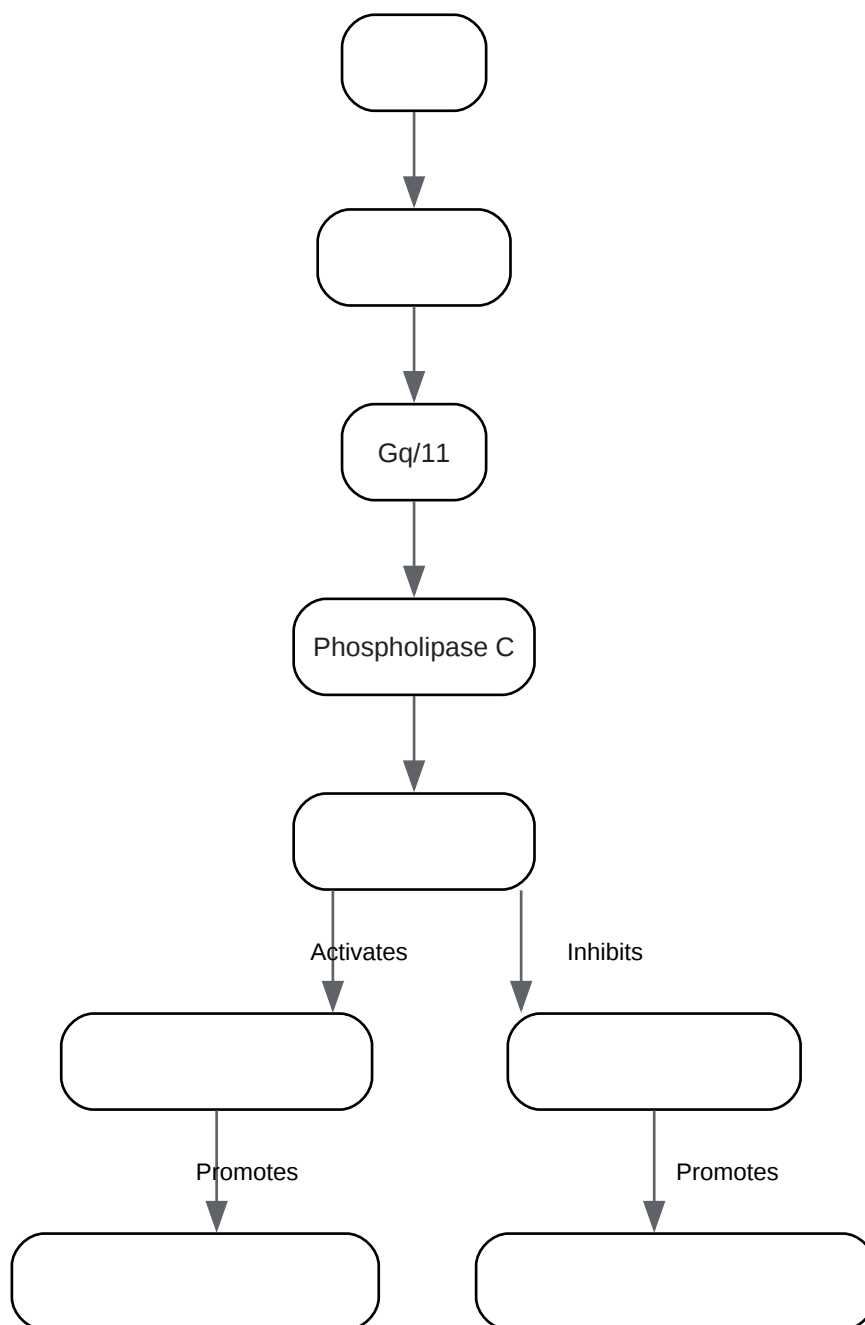 Gq/11
Phospholipase C
Activates
Inhibits
Promotes
Promotes